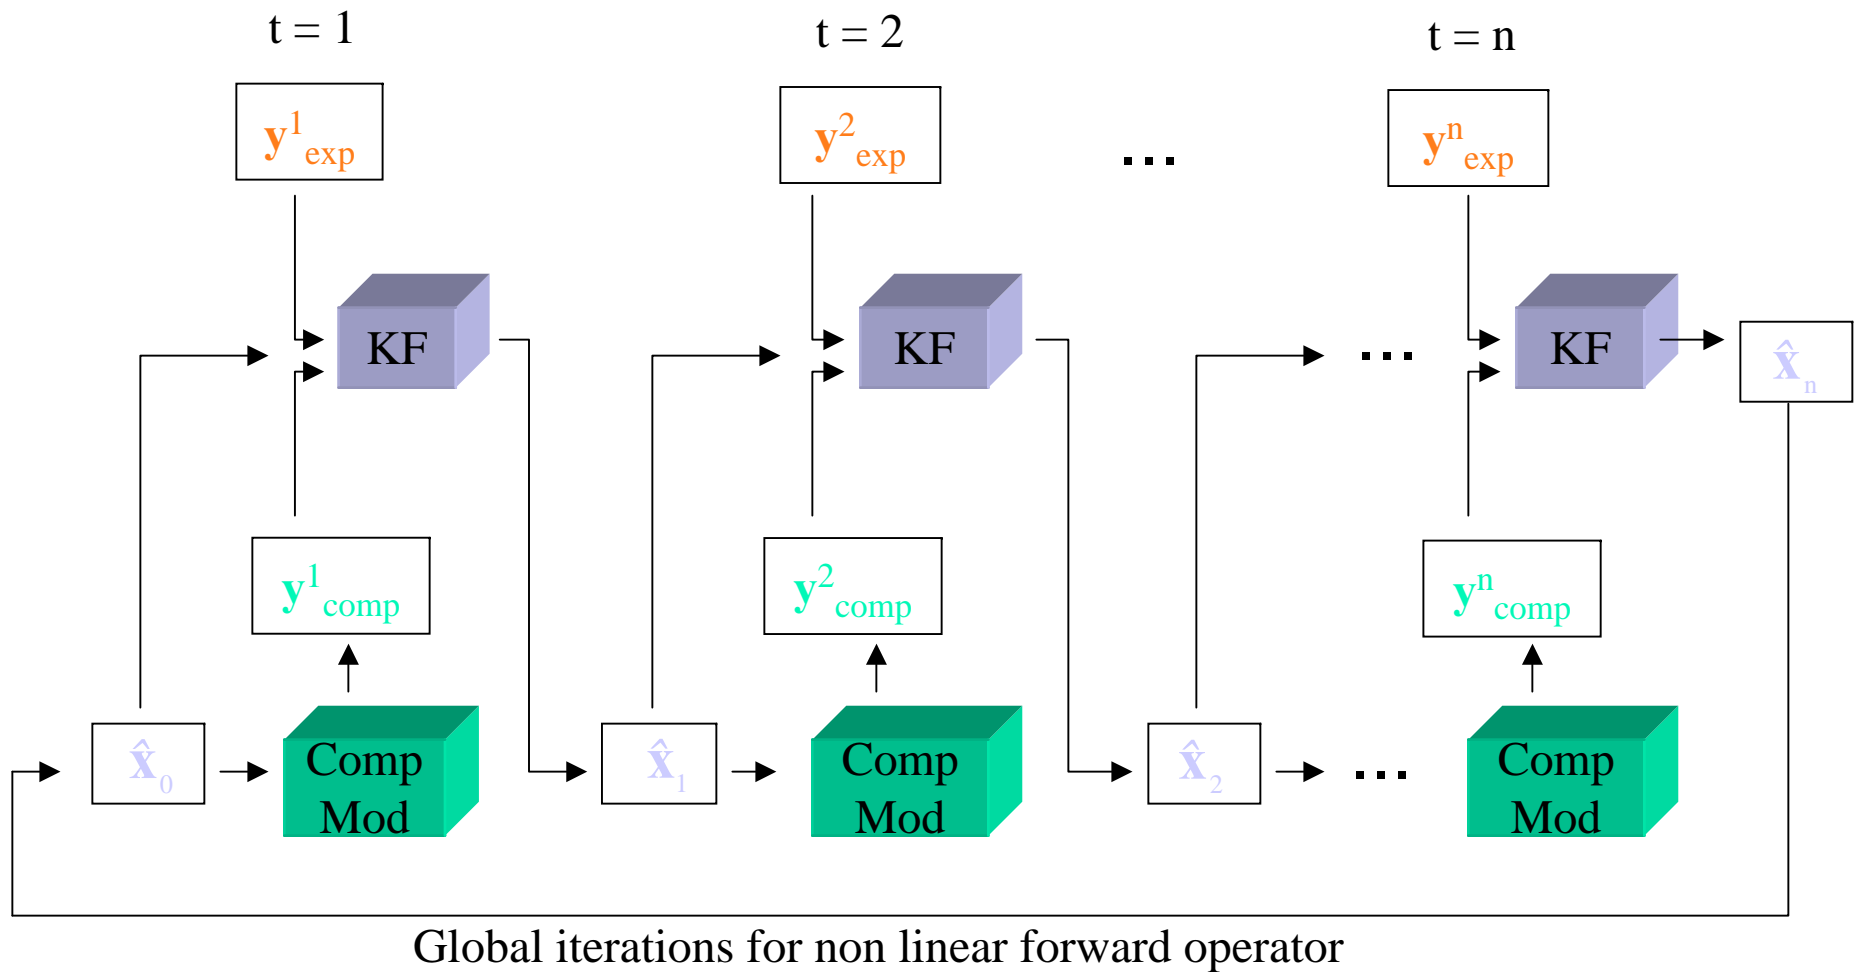 t = 1
t = 2
t = n
y¹exp
y²exp
...
yⁿexp
KF
KF
...
KF
x̂n
y¹comp
y²comp
yⁿcomp
x̂₀
Comp
Mod
x̂₁
Comp
Mod
x̂₂
...
Comp
Mod
Global iterations for non linear forward operator